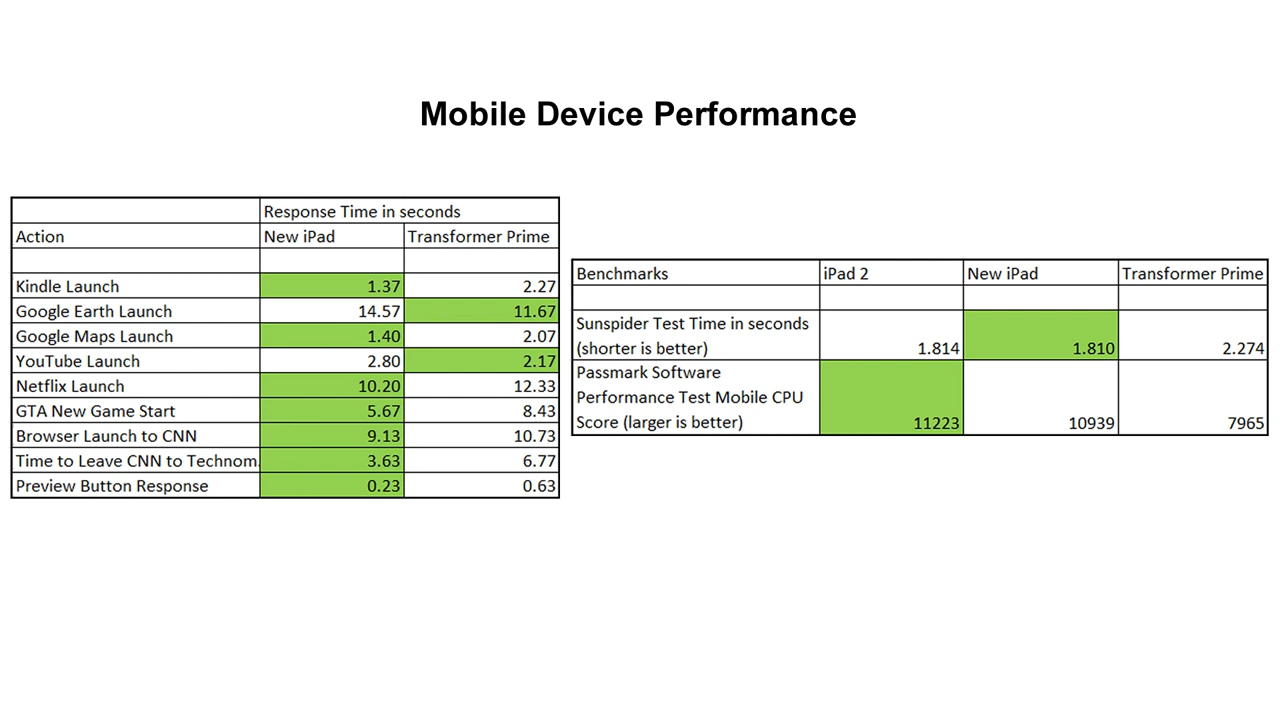 Mobile Device Performance
Response Time in seconds
Action New iPad Transformer Prime
Kindle Launch 1.37 2.27
Google Earth Launch 14.57 11.67
Google Maps Launch 1.40 2.07
YouTube Launch 2.80 2.17
Netflix Launch 10.20 12.33
GTA New Game Start 5.67 8.43
Browser Launch to CNN 9.13 10.73
Time to Leave CNN to Technom. 3.63 6.77
Preview Button Response 0.23 0.63
Benchmarks iPad 2 New iPad Transformer Prime
Sunspider Test Time in seconds
(shorter is better) 1.814 1.810 2.274
Passmark Software
Performance Test Mobile CPU
Score (larger is better) 11223 10939 7965